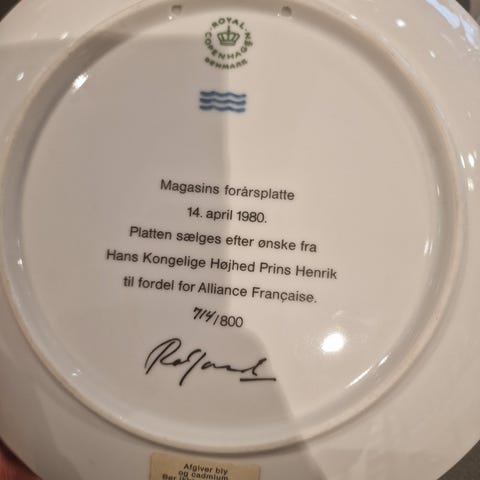 ROYAL
COPENHAGEN
DENMARK
Magasins forårsplatte
14. april 1980.
Platten sælges efter ønske fra
Hans Kongelige Højhed Prins Henrik
til fordel for Alliance Française.
714/800
Afgiver bly
og cadmium